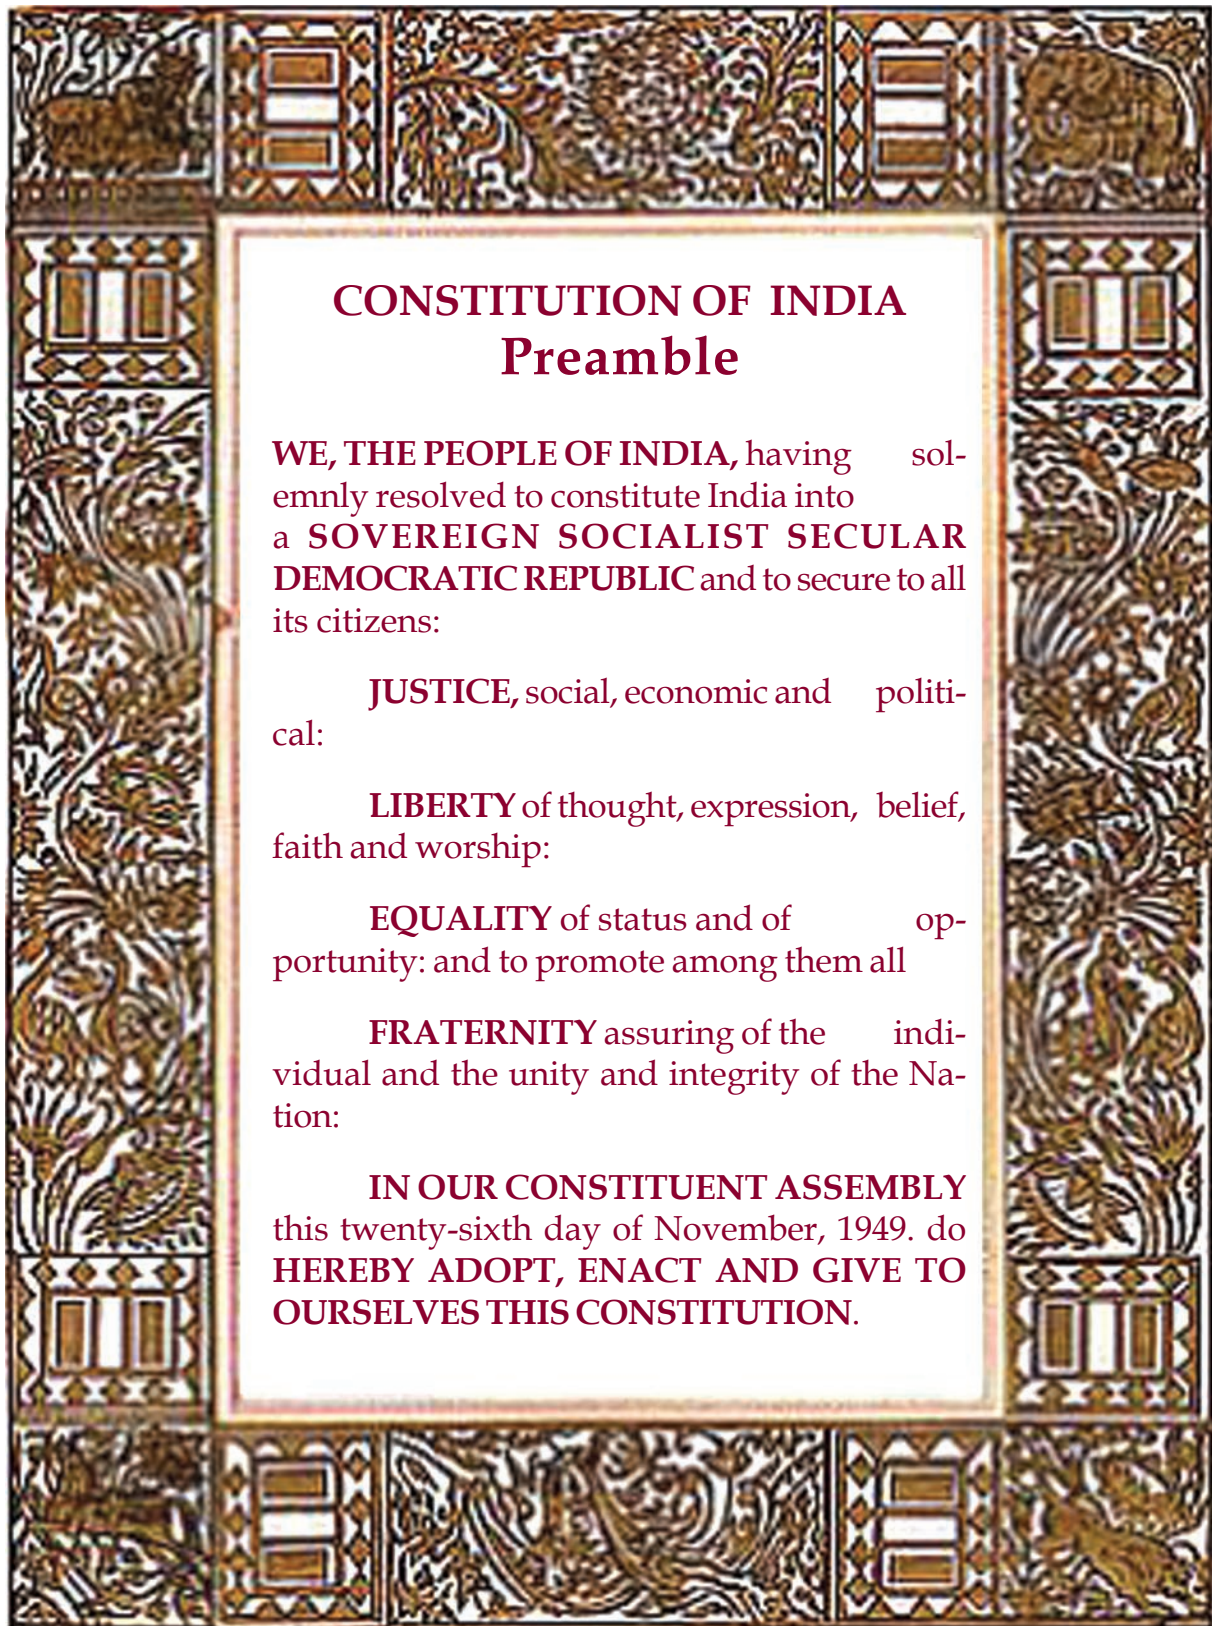 CONSTITUTION OF INDIA
Preamble
WE, THE PEOPLE OF INDIA, having sol-
emnly resolved to constitute India into
a SOVEREIGN SOCIALIST SECULAR
DEMOCRATIC REPUBLIC and to secure to all
its citizens:
JUSTICE, social, economic and politi-
cal:
LIBERTY of thought, expression, belief,
faith and worship:
EQUALITY of status and of op-
portunity: and to promote among them all
FRATERNITY assuring of the indi-
vidual and the unity and integrity of the Na-
tion:
IN OUR CONSTITUENT ASSEMBLY
this twenty-sixth day of November, 1949. do
HEREBY ADOPT, ENACT AND GIVE TO
OURSELVES THIS CONSTITUTION.